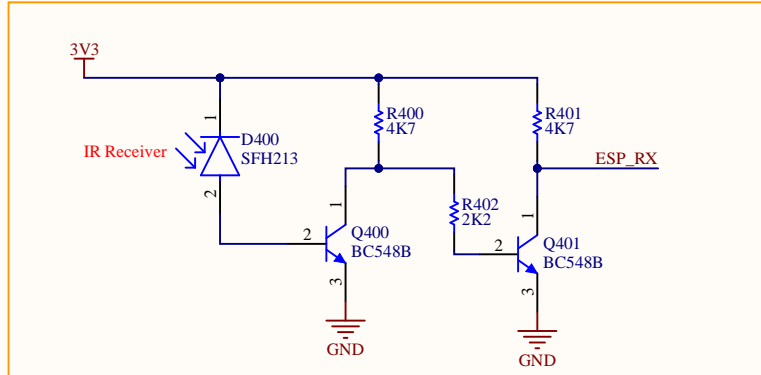 3V3
1
D400
SFH213
IR Receiver
2
R400
4K7
R401
4K7
ESP_RX
R402
2K2
1
2
Q400
BC548B
3
GND
1
2
Q401
BC548B
3
GND